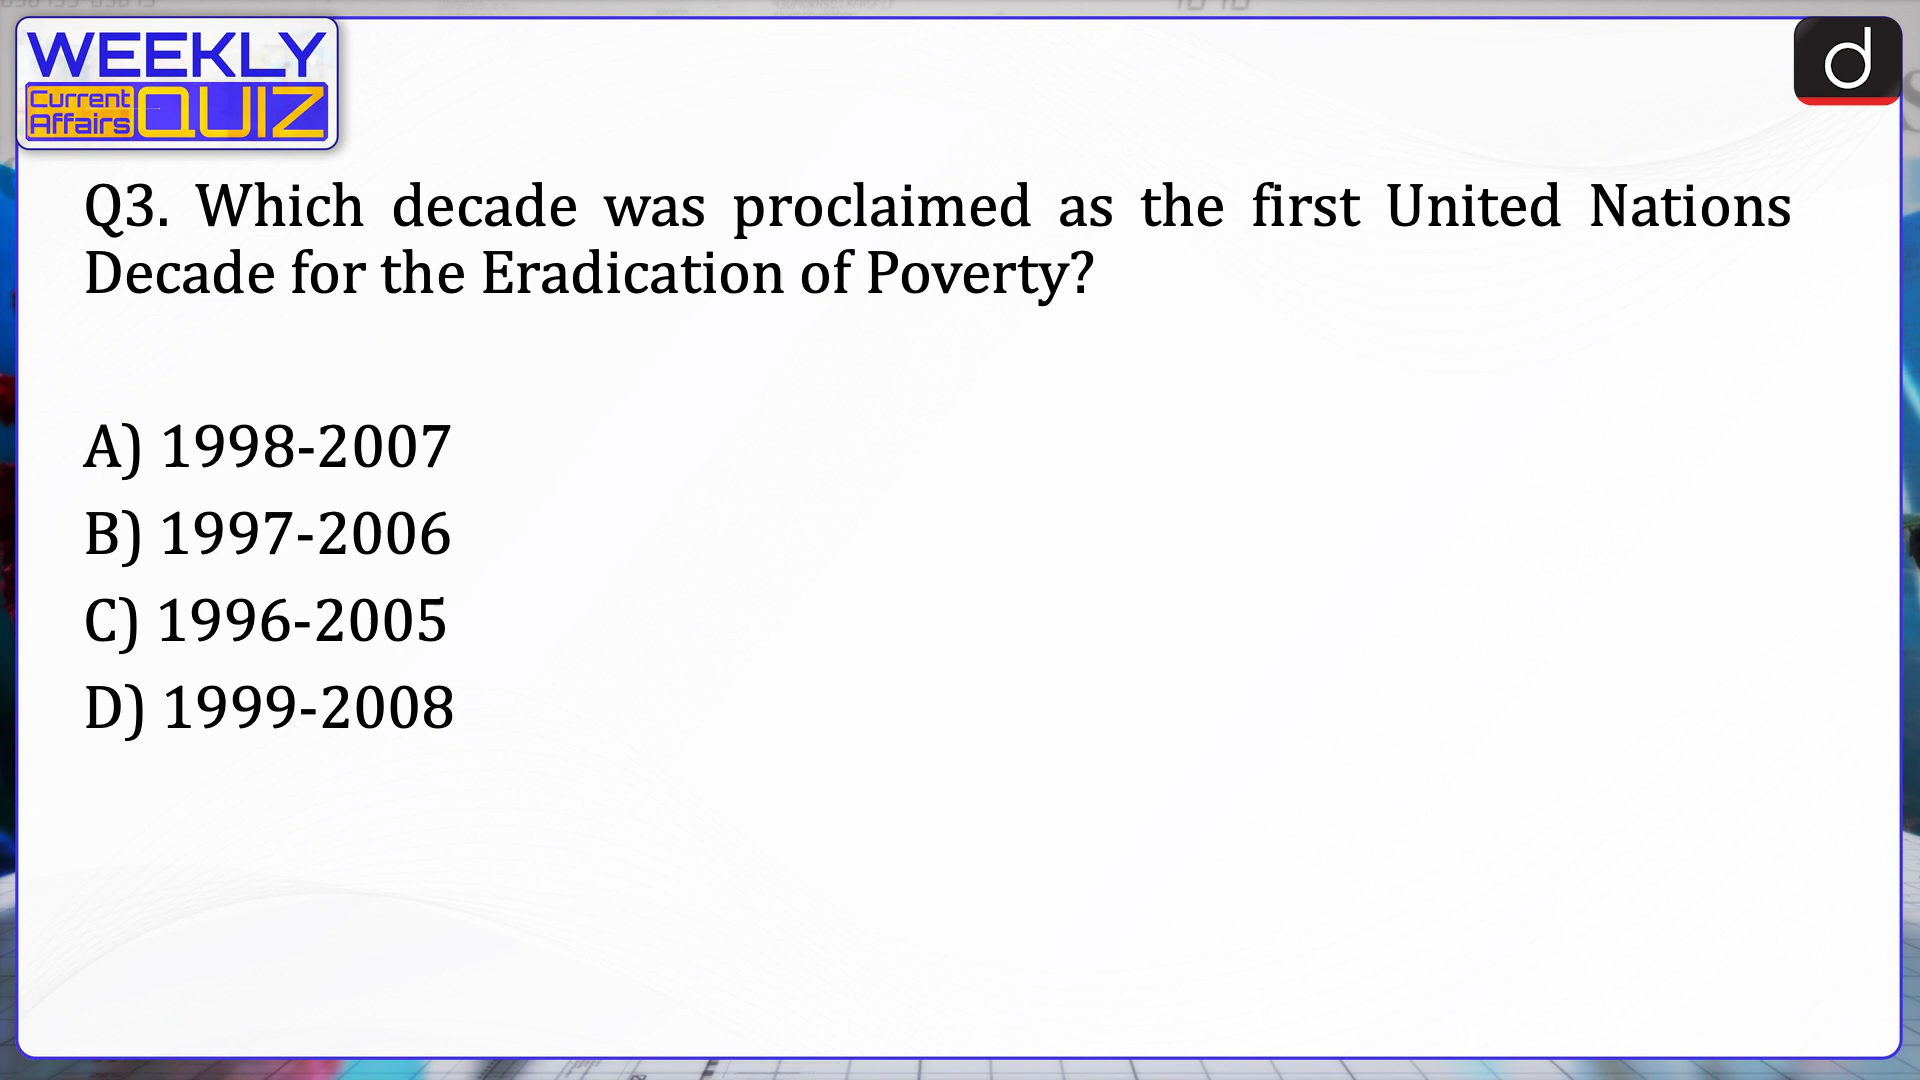 WEEKLY
Current
Affairs
QUIZ
d
Q3. Which decade was proclaimed as the first United Nations
Decade for the Eradication of Poverty?
A) 1998-2007
B) 1997-2006
C) 1996-2005
D) 1999-2008